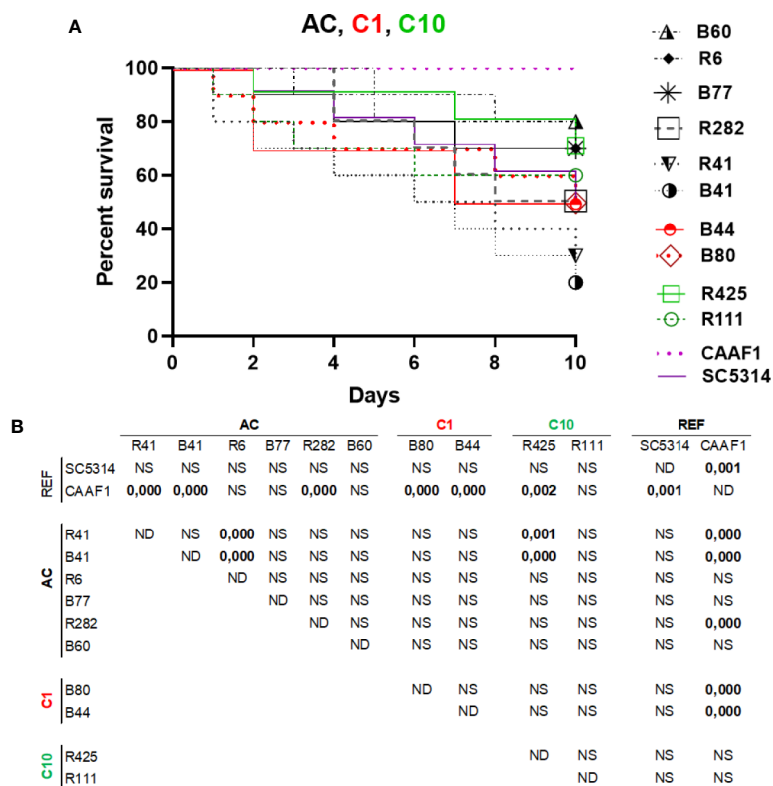 A
AC, C1, C10
Percent survival
100
80
60
40
20
0
0 2 4 6 8 10
Days
B60
R6
B77
R282
R41
B41
B44
B80
R425
R111
CAAF1
SC5314
B
AC C1 C10 REF
R41 B41 R6 B77 R282 B60 B80 B44 R425 R111 SC5314 CAAF1
REF
SC5314 NS NS NS NS NS NS NS NS NS NS ND 0,001
CAAF1 0,000 0,000 NS NS 0,000 NS 0,000 0,000 0,002 NS 0,001 ND
AC
R41 ND NS 0,000 NS NS NS NS NS 0,001 NS NS 0,000
B41 ND 0,000 NS NS NS NS NS 0,000 NS NS 0,000
R6 ND NS NS NS NS NS NS NS NS NS
B77 ND NS NS NS NS NS NS NS NS
R282 ND NS NS NS NS NS NS 0,000
B60 ND NS NS NS NS NS NS
C1
B80 ND NS NS NS NS 0,000
B44 ND NS NS NS 0,000
C10
R425 ND NS NS NS
R111 ND NS NS